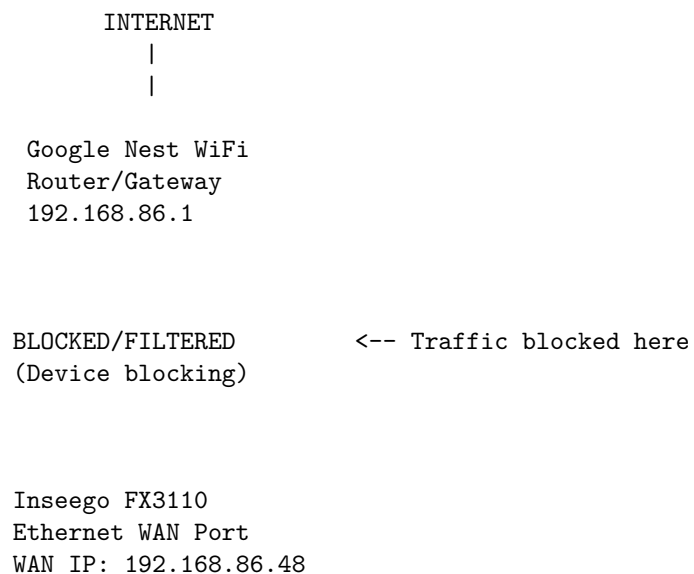 INTERNET
|
|
Google Nest WiFi
Router/Gateway
192.168.86.1
BLOCKED/FILTERED <-- Traffic blocked here
(Device blocking)
Inseego FX3110
Ethernet WAN Port
WAN IP: 192.168.86.48